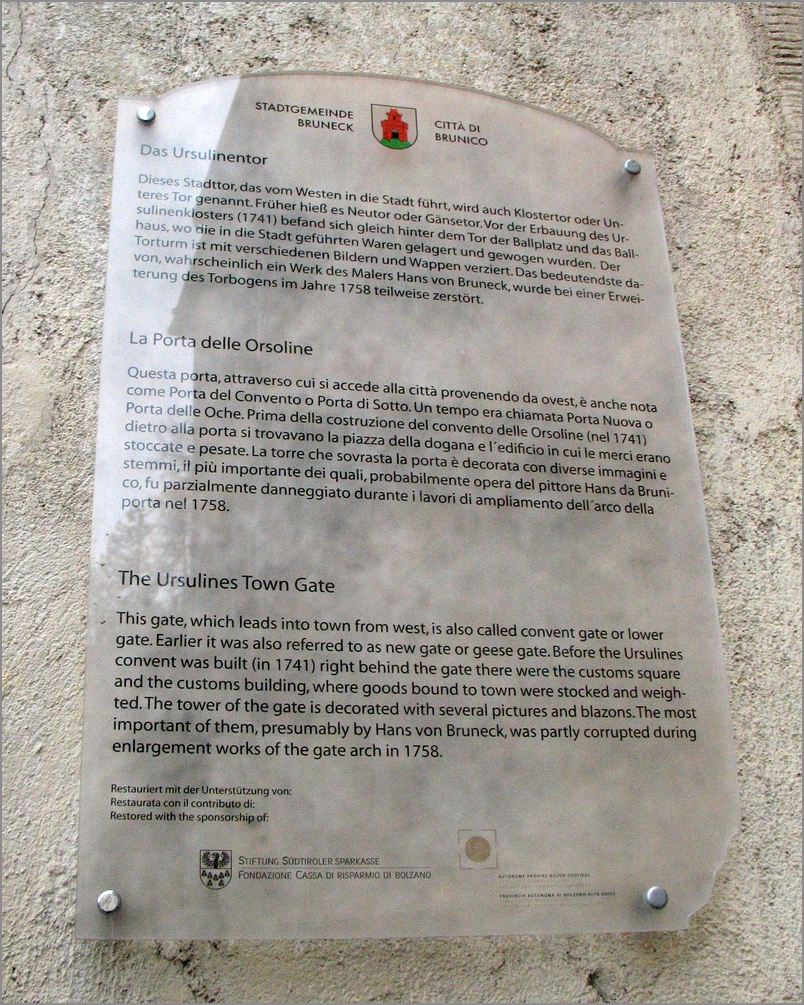 STADTGEMEINDE
BRUNECK
CITTÀ DI
BRUNICO
Das Ursulinentor
Dieses Stadttor, das vom Westen in die Stadt führt, wird auch Klostertor oder Un-
teres Tor genannt. Früher hieß es Neutor oder Gänsetor. Vor der Erbauung des Ur-
sulinenklosters (1741) befand sich gleich hinter dem Tor der Ballplatz und das Ball-
haus, wo die in die Stadt geführten Waren gelagert und gewogen wurden. Der
Torturm ist mit verschiedenen Bildern und Wappen verziert. Das bedeutendste da-
von, wahrscheinlich ein Werk des Malers Hans von Bruneck, wurde bei einer Erwei-
terung des Torbogens im Jahre 1758 teilweise zerstört.
La Porta delle Orsoline
Questa porta, attraverso cui si accede alla città provenendo da ovest, è anche nota
come Porta del Convento o Porta di Sotto. Un tempo era chiamata Porta Nuova o
Porta delle Oche. Prima della costruzione del convento delle Orsoline (nel 1741)
dietro alla porta si trovavano la piazza della dogana e l´edificio in cui le merci erano
stoccate e pesate. La torre che sovrasta la porta è decorata con diverse immagini e
stemmi, il più importante dei quali, probabilmente opera del pittore Hans da Bruni-
co, fu parzialmente danneggiato durante i lavori di ampliamento dell´arco della
porta nel 1758.
The Ursulines Town Gate
This gate, which leads into town from west, is also called convent gate or lower
gate. Earlier it was also referred to as new gate or geese gate. Before the Ursulines
convent was built (in 1741) right behind the gate there were the customs square
and the customs building, where goods bound to town were stocked and weigh-
ted. The tower of the gate is decorated with several pictures and blazons. The most
important of them, presumably by Hans von Bruneck, was partly corrupted during
enlargement works of the gate arch in 1758.
Restauriert mit der Unterstützung von:
Restaurata con il contributo di:
Restored with the sponsorship of:
STIFTUNG SÜDTIROLER SPARKASSE
FONDAZIONE CASSA DI RISPARMIO DI BOLZANO
AUTONOME PROVINZ BOZEN-SÜDTIROL
PROVINCIA AUTONOMA DI BOLZANO-ALTO ADIGE